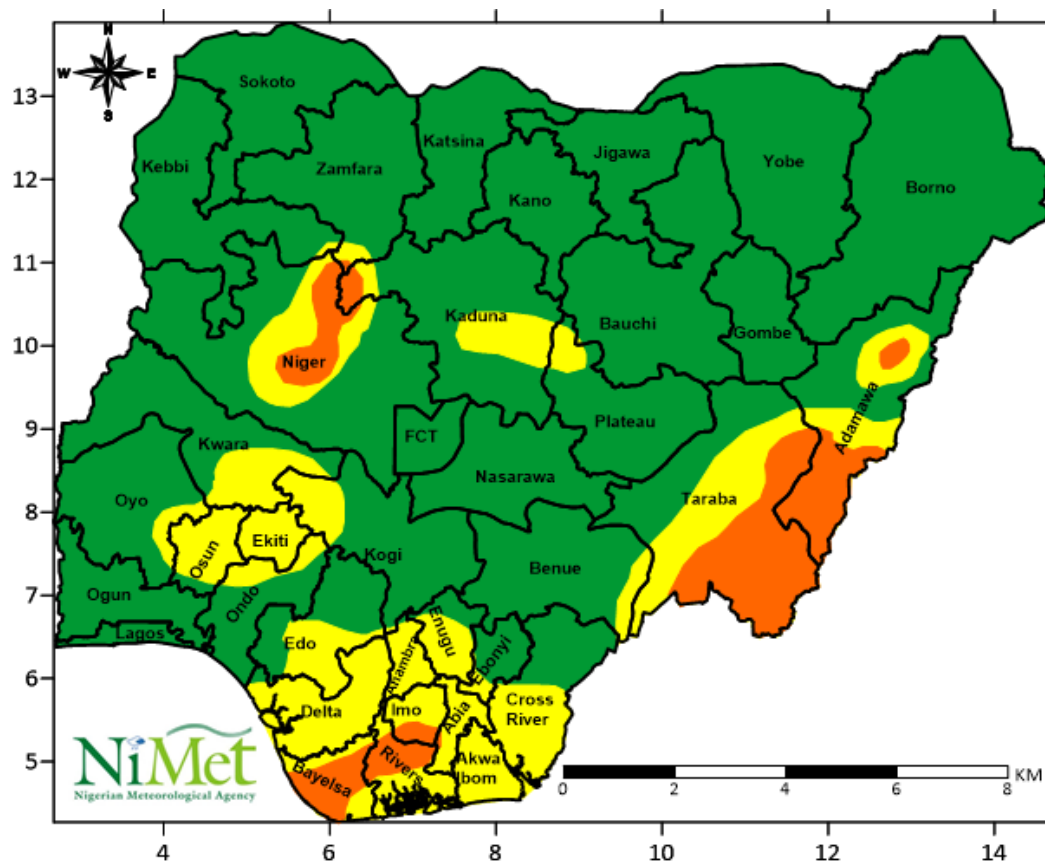 N
W E
S
13
12
11
10
9
8
7
6
5
Sokoto
Kebbi
Zamfara
Katsina
Kano
Jigawa
Yobe
Borno
Kaduna
Bauchi
Gombe
Niger
Adamawa
Kwara
FCT
Plateau
Nasarawa
Taraba
Oyo
Osun
Ekiti
Kogi
Benue
Ogun
Ondo
Lagos
Edo
Enugu
Anambra
Ebonyi
Delta
Imo
Abia
Cross
River
Bayelsa
Rivers
Akwa
Ibom
NiMet
Nigerian Meteorological Agency
KM
0 2 4 6 8
4 6 8 10 12 14